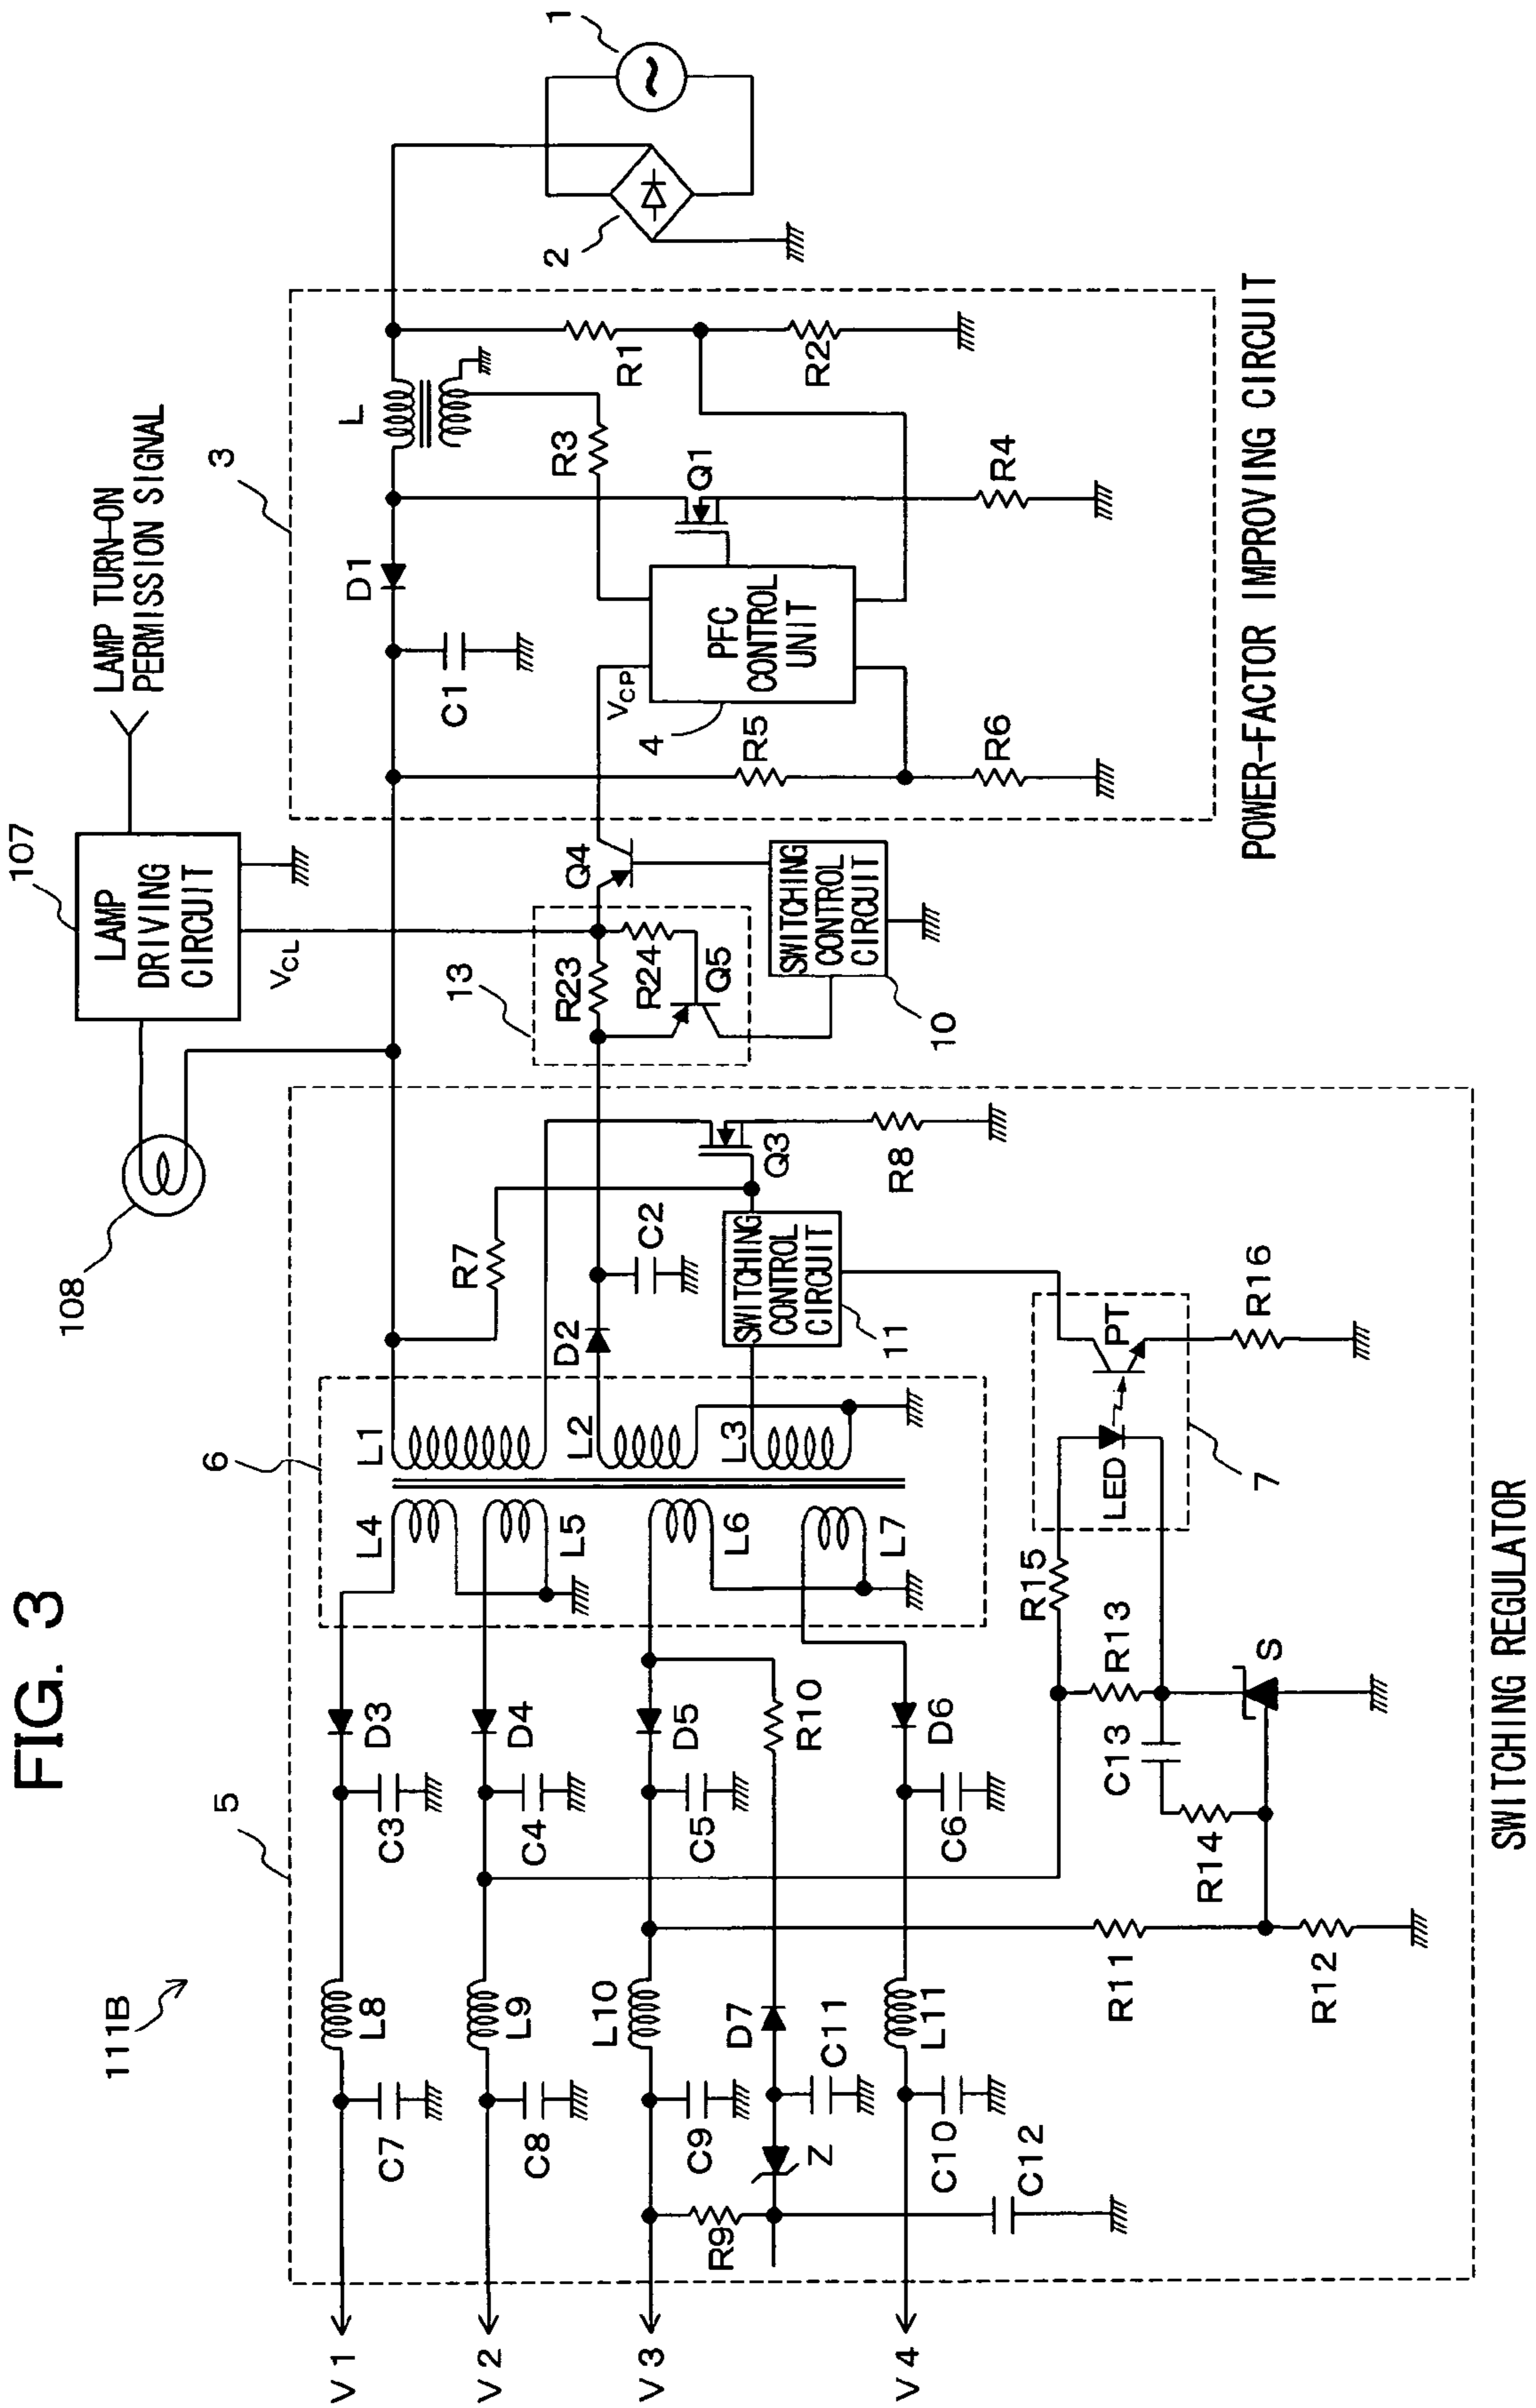 FIG. 3
111B
LAMP TURN-ON
PERMISSION SIGNAL
107
LAMP
DRIVING
CIRCUIT
VCL
108
5
6
13
3
1
2
V1
C7
L8
C3
D3
L4
L1
R7
D1
C1
L
V2
C8
L9
C4
D4
L5
L2
D2
C2
R23
R24
Q5
Q4
VCP
R3
R1
R2
Q1
R4
PFC
CONTROL
UNIT
4
R5
R6
V3
C9
L10
C5
D5
L6
L3
R9
Z
C11
D7
R10
SWITCHING
CONTROL
CIRCUIT
11
Q3
R8
SWITCHING
CONTROL
CIRCUIT
10
V4
C10
L11
C6
D6
L7
C12
R11
R12
R14
C13
R13
S
R15
LED
PT
7
R16
SWITCHING REGULATOR
POWER-FACTOR IMPROVING CIRCUIT